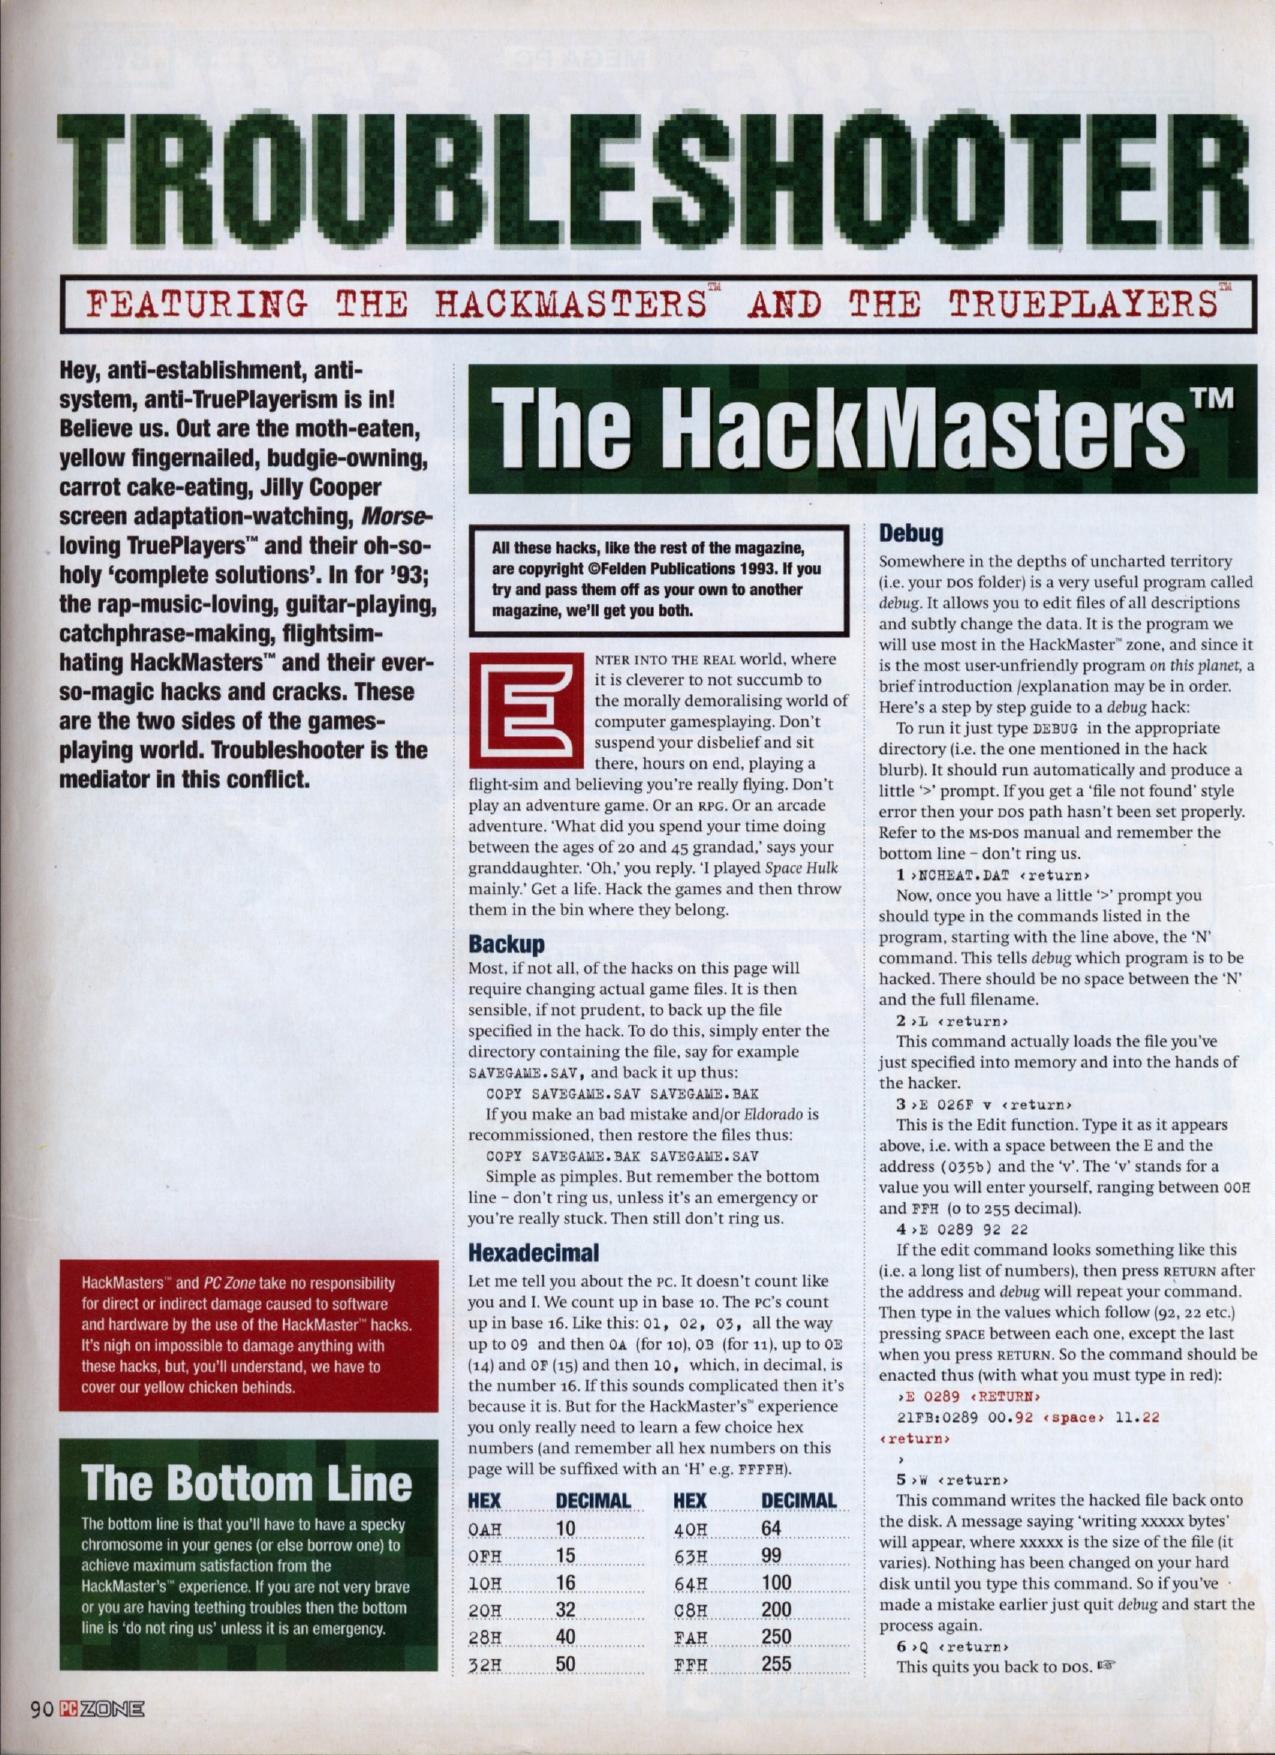 TROUBLESHOOTER
FEATURING THE HACKMASTERS™ AND THE TRUEPLAYERS™
Hey, anti-establishment, anti-
system, anti-TruePlayerism is in!
Believe us. Out are the moth-eaten,
yellow fingernailed, budgie-owning,
carrot cake-eating, Jilly Cooper
screen adaptation-watching, Morse-
loving TruePlayers™ and their oh-so-
holy ‘complete solutions’. In for ’93;
the rap-music-loving, guitar-playing,
catchphrase-making, flightsim-
hating HackMasters™ and their ever-
so-magic hacks and cracks. These
are the two sides of the games-
playing world. Troubleshooter is the
mediator in this conflict.
HackMasters™ and PC Zone take no responsibility
for direct or indirect damage caused to software
and hardware by the use of the HackMaster™ hacks.
It's nigh on impossible to damage anything with
these hacks, but, you'll understand, we have to
cover our yellow chicken behinds.
The Bottom Line
The bottom line is that you'll have to have a specky
chromosome in your genes (or else borrow one) to
achieve maximum satisfaction from the
HackMaster's™ experience. If you are not very brave
or you are having teething troubles then the bottom
line is ‘do not ring us’ unless it is an emergency.
The HackMasters™
All these hacks, like the rest of the magazine,
are copyright ©Felden Publications 1993. If you
try and pass them off as your own to another
magazine, we'll get you both.
ENTER INTO THE REAL world, where
it is cleverer to not succumb to
the morally demoralising world of
computer gamesplaying. Don't
suspend your disbelief and sit
there, hours on end, playing a
flight-sim and believing you're really flying. Don't
play an adventure game. Or an RPG. Or an arcade
adventure. ‘What did you spend your time doing
between the ages of 20 and 45 grandad,’ says your
granddaughter. ‘Oh,’ you reply. ‘I played Space Hulk
mainly.’ Get a life. Hack the games and then throw
them in the bin where they belong.
Backup
Most, if not all, of the hacks on this page will
require changing actual game files. It is then
sensible, if not prudent, to back up the file
specified in the hack. To do this, simply enter the
directory containing the file, say for example
SAVEGAME.SAV, and back it up thus:
COPY SAVEGAME.SAV SAVEGAME.BAK
If you make an bad mistake and/or Eldorado is
recommissioned, then restore the files thus:
COPY SAVEGAME.BAK SAVEGAME.SAV
Simple as pimples. But remember the bottom
line – don't ring us, unless it's an emergency or
you're really stuck. Then still don't ring us.
Hexadecimal
Let me tell you about the PC. It doesn't count like
you and I. We count up in base 10. The PC's count
up in base 16. Like this: 01, 02, 03, all the way
up to 09 and then 0A (for 10), 0B (for 11), up to 0E
(14) and 0F (15) and then 10, which, in decimal, is
the number 16. If this sounds complicated then it's
because it is. But for the HackMaster's™ experience
you only really need to learn a few choice hex
numbers (and remember all hex numbers on this
page will be suffixed with an ‘H’ e.g. FFFFH).
HEX DECIMAL HEX DECIMAL
0AH 10 40H 64
0FH 15 63H 99
10H 16 64H 100
20H 32 C8H 200
28H 40 FAH 250
32H 50 FFH 255
Debug
Somewhere in the depths of uncharted territory
(i.e. your DOS folder) is a very useful program called
debug. It allows you to edit files of all descriptions
and subtly change the data. It is the program we
will use most in the HackMaster™ zone, and since it
is the most user-unfriendly program on this planet, a
brief introduction /explanation may be in order.
Here's a step by step guide to a debug hack:
To run it just type DEBUG in the appropriate
directory (i.e. the one mentioned in the hack
blurb). It should run automatically and produce a
little ‘>’ prompt. If you get a ‘file not found’ style
error then your DOS path hasn't been set properly.
Refer to the MS-DOS manual and remember the
bottom line – don't ring us.
1 >NCHEAT.DAT <return>
Now, once you have a little ‘>’ prompt you
should type in the commands listed in the
program, starting with the line above, the ‘N’
command. This tells debug which program is to be
hacked. There should be no space between the ‘N’
and the full filename.
2 >L <return>
This command actually loads the file you've
just specified into memory and into the hands of
the hacker.
3 >E 026F v <return>
This is the Edit function. Type it as it appears
above, i.e. with a space between the E and the
address (035b) and the ‘v’. The ‘v’ stands for a
value you will enter yourself, ranging between 00H
and FFH (0 to 255 decimal).
4 >E 0289 92 22
If the edit command looks something like this
(i.e. a long list of numbers), then press RETURN after
the address and debug will repeat your command.
Then type in the values which follow (92, 22 etc.)
pressing SPACE between each one, except the last
when you press RETURN. So the command should be
enacted thus (with what you must type in red):
>E 0289 <RETURN>
21FB:0289 00.92 <space> 11.22
<return>
>
5 >W <return>
This command writes the hacked file back onto
the disk. A message saying ‘writing xxxxx bytes’
will appear, where xxxxx is the size of the file (it
varies). Nothing has been changed on your hard
disk until you type this command. So if you've
made a mistake earlier just quit debug and start the
process again.
6 >Q <return>
This quits you back to DOS. ☞
90 PC ZONE